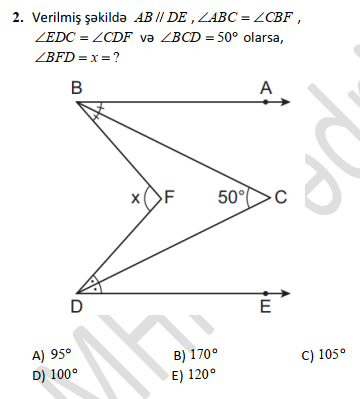 2. Verilmiş şəkildə AB // DE , ∠ABC = ∠CBF ,
∠EDC = ∠CDF və ∠BCD = 50° olarsa,
∠BFD = x = ?
B A
x F 50° C
D E
A) 95° B) 170° C) 105°
D) 100° E) 120°